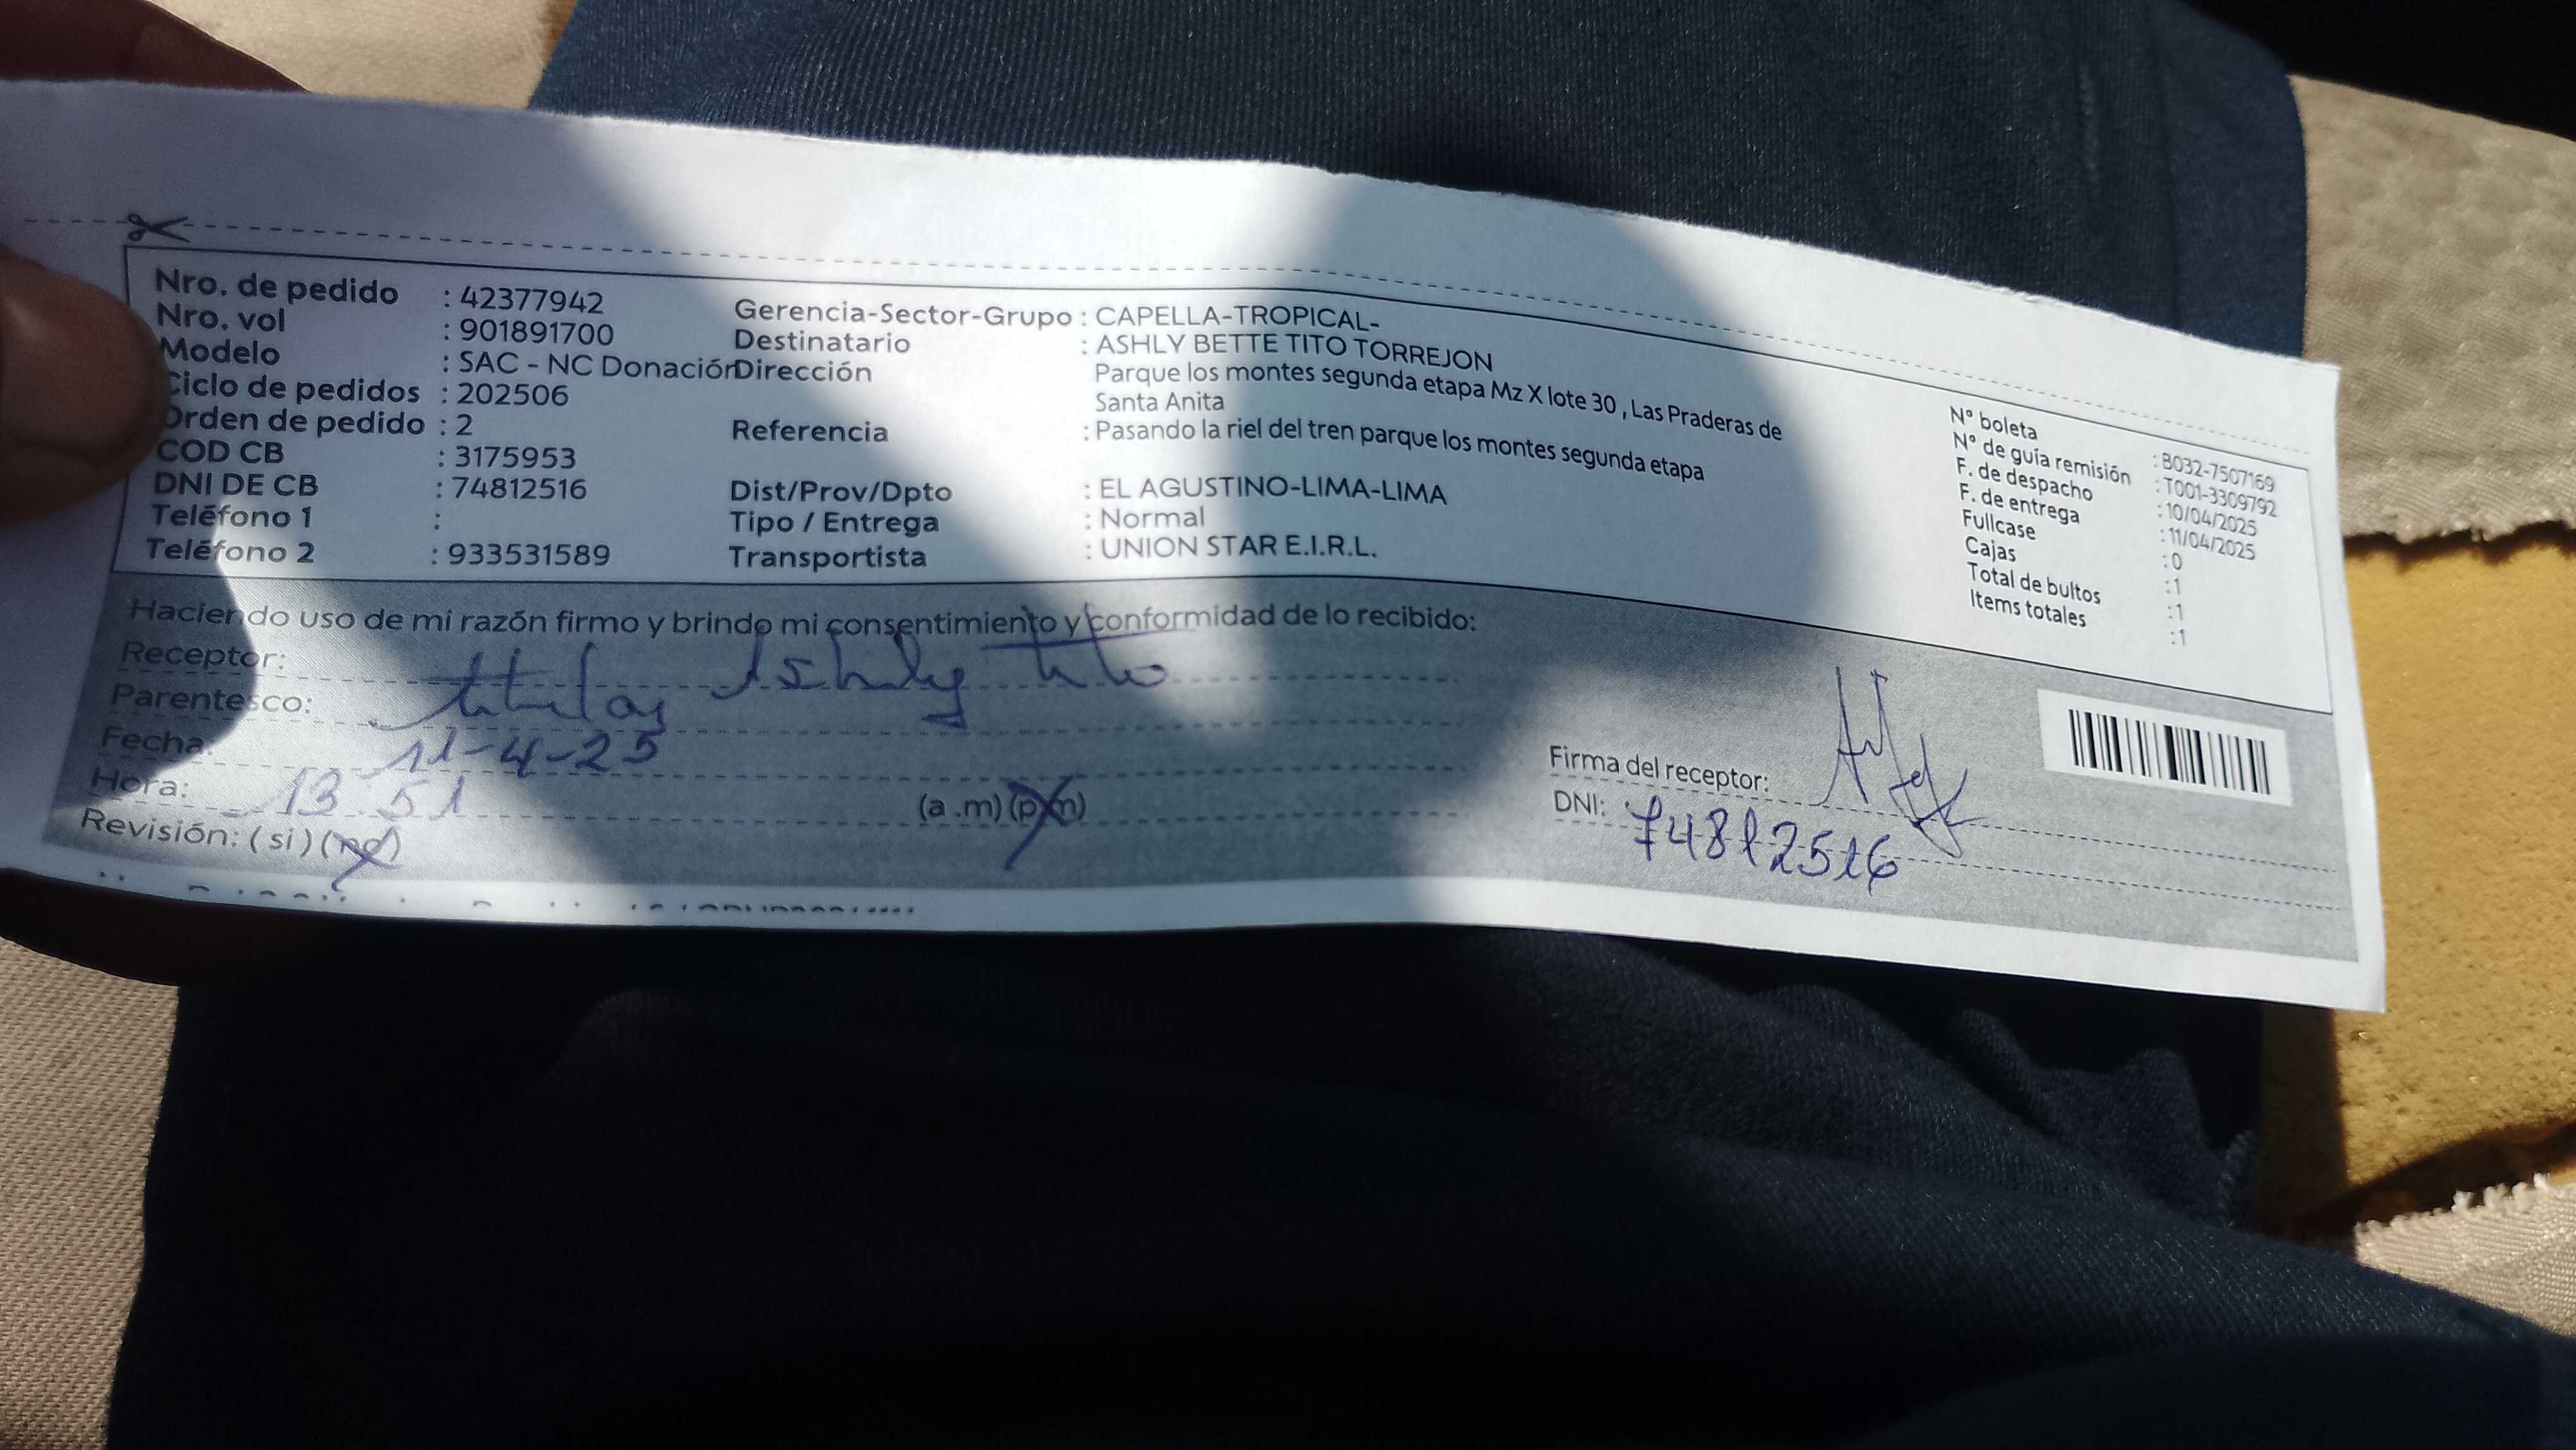 Nro. de pedido : 42377942
Nro. vol : 901891700
Modelo : SAC - NC Donación
Ciclo de pedidos : 202506
Orden de pedido : 2
COD CB : 3175953
DNI DE CB : 74812516
Teléfono 1 :
Teléfono 2 : 933531589
Gerencia-Sector-Grupo : CAPELLA-TROPICAL-
Destinatario : ASHLY BETTE TITO TORREJON
Dirección Parque los montes segunda etapa Mz X lote 30 , Las Praderas de
Santa Anita
Referencia : Pasando la riel del tren parque los montes segunda etapa
Dist/Prov/Dpto : EL AGUSTINO-LIMA-LIMA
Tipo / Entrega : Normal
Transportista : UNION STAR E.I.R.L.
N° boleta : B032-7507169
N° de guía remisión : T001-3309792
F. de despacho : 10/04/2025
F. de entrega : 11/04/2025
Fullcase : 0
Cajas : 1
Total de bultos : 1
Items totales : 1
Haciendo uso de mi razón firmo y brindo mi consentimiento y conformidad de lo recibido:
Receptor: Ashly Tito
Parentesco: titular
Fecha: 11-4-25
Hora: 13 51 (a .m) (p.m)
Revisión: ( si ) (no)
Firma del receptor:
DNI: 74812516